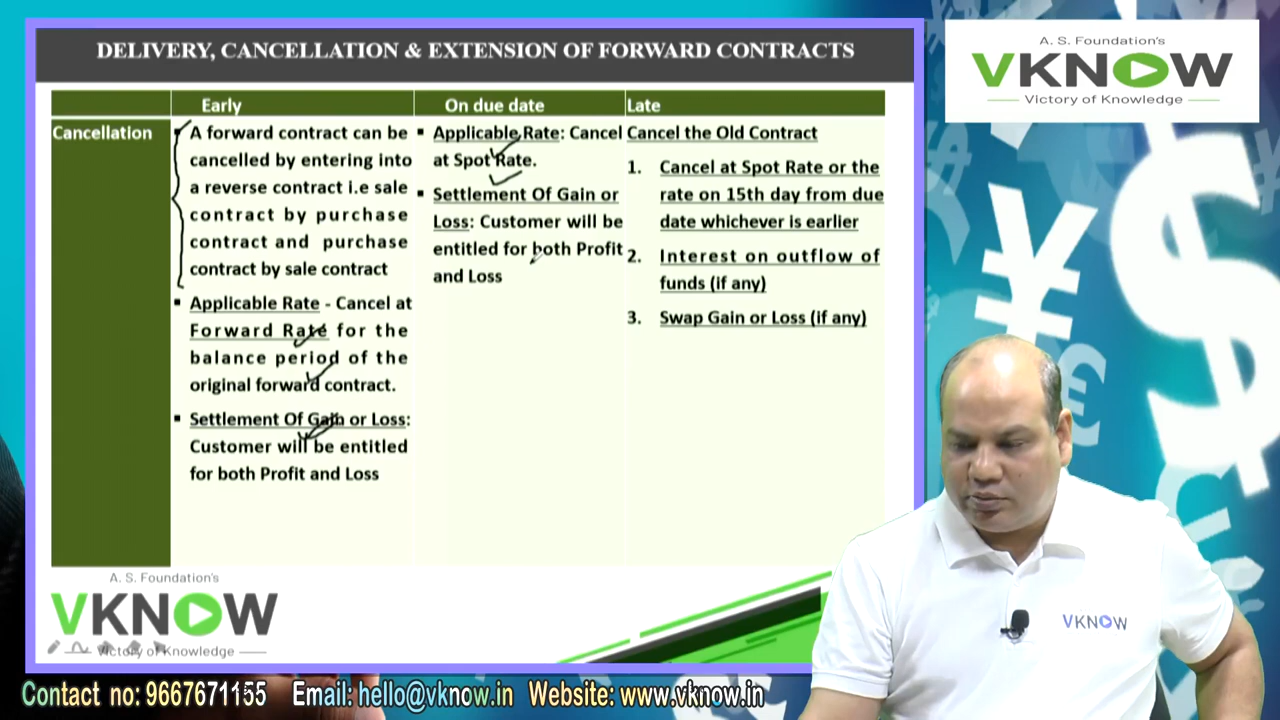 DELIVERY, CANCELLATION & EXTENSION OF FORWARD CONTRACTS
A. S. Foundation's
VKNOW
Victory of Knowledge
Early
On due date
Late
Cancellation
▪ A forward contract can be
cancelled by entering into
a reverse contract i.e sale
contract by purchase
contract and purchase
contract by sale contract
▪ Applicable Rate - Cancel at
Forward Rate for the
balance period of the
original forward contract.
▪ Settlement Of Gain or Loss:
Customer will be entitled
for both Profit and Loss
▪ Applicable Rate: Cancel
at Spot Rate.
▪ Settlement Of Gain or
Loss: Customer will be
entitled for both Profit
and Loss
Cancel the Old Contract
1. Cancel at Spot Rate or the
rate on 15th day from due
date whichever is earlier
2. Interest on outflow of
funds (if any)
3. Swap Gain or Loss (if any)
A. S. Foundation's
VKNOW
Victory of Knowledge
VKNOW
Contact no: 9667671155 Email: hello@vknow.in Website: www.vknow.in